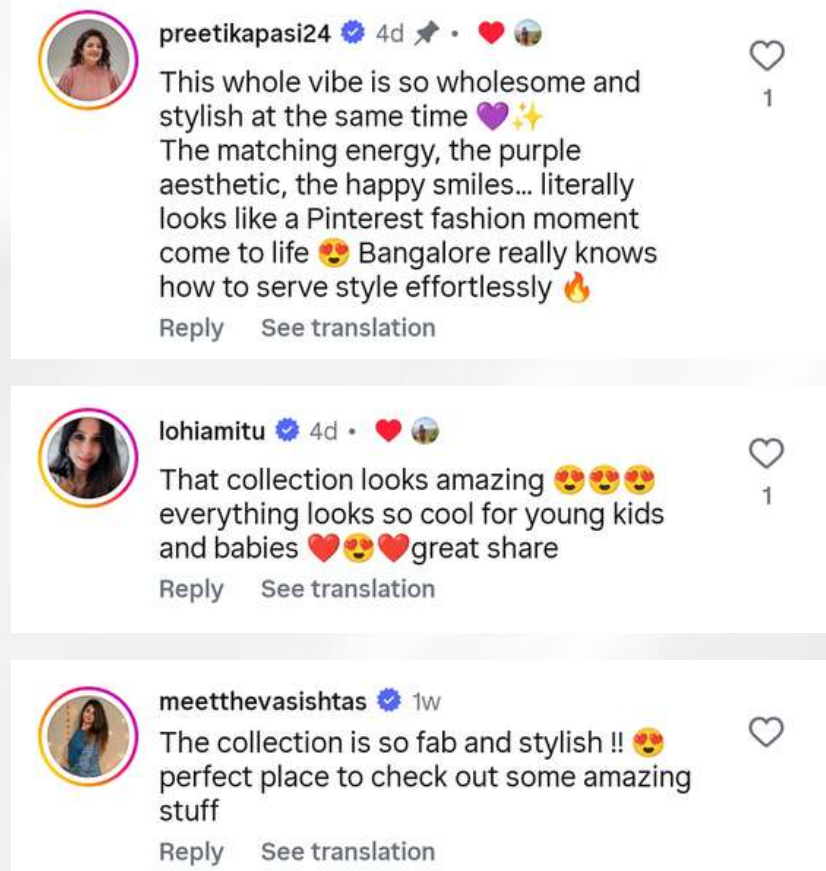 preetikapasi24 4d
1
This whole vibe is so wholesome and
stylish at the same time 💜✨
The matching energy, the purple
aesthetic, the happy smiles... literally
looks like a Pinterest fashion moment
come to life 😍 Bangalore really knows
how to serve style effortlessly 🔥
Reply See translation
lohiamitu 4d
1
That collection looks amazing 😍😍😍
everything looks so cool for young kids
and babies ❤️😍❤️great share
Reply See translation
meetthevasishtas 1w
The collection is so fab and stylish !! 😍
perfect place to check out some amazing
stuff
Reply See translation